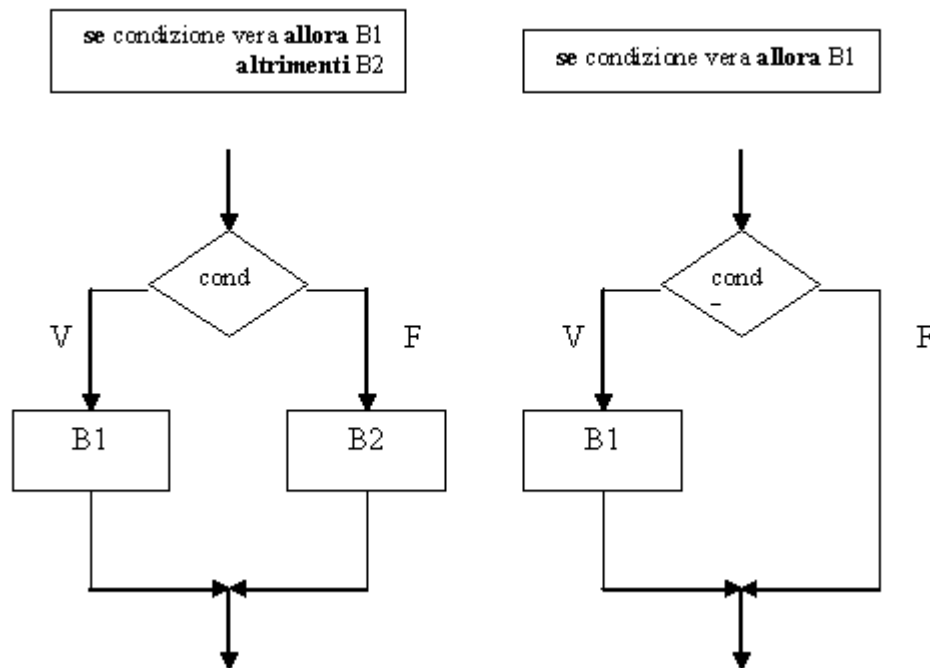 se condizione vera allora B1
altrimenti B2
se condizione vera allora B1
cond
V
F
B1
B2
cond
V
F
B1